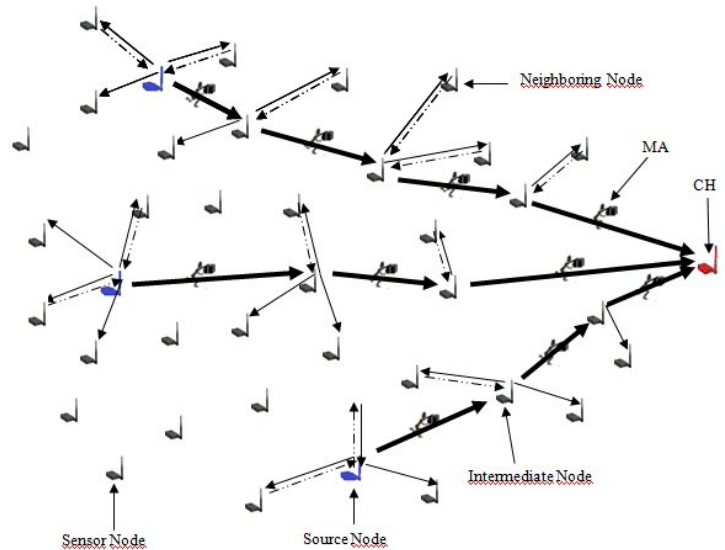 Neighboring Node
MA
CH
Intermediate Node
Sensor Node
Source Node